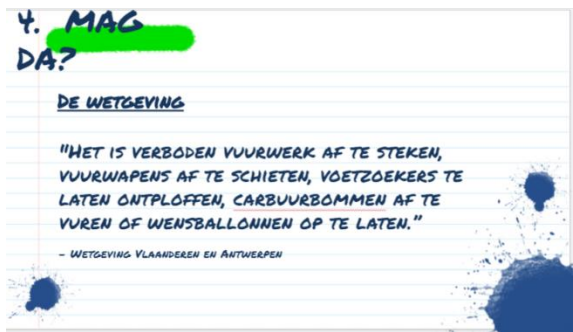 4. MAG
DA?
DE WETGEVING
"HET IS VERBODEN VUURWERK AF TE STEKEN,
VUURWAPENS AF TE SCHIETEN, VOETZOEKERS TE
LATEN ONTPLOFFEN, CARBUURBOMMEN AF TE
VUREN OF WENSBALLONNEN OP TE LATEN."
- WETGEVING VLAANDEREN EN ANTWERPEN